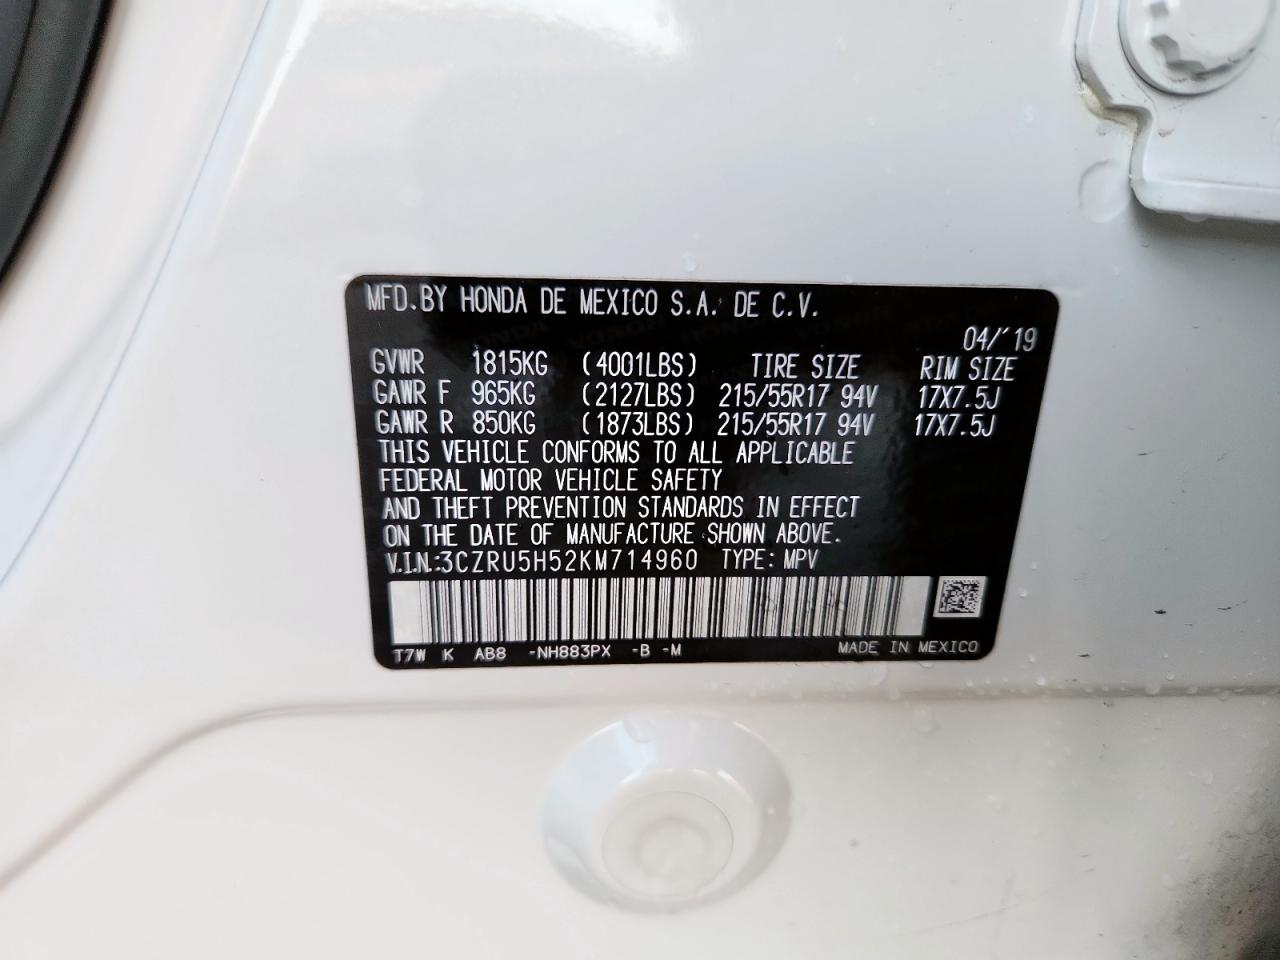 MFD.BY HONDA DE MEXICO S.A. DE C.V.
04/'19
GVWR 1815KG (4001LBS) TIRE SIZE RIM SIZE
GAWR F 965KG (2127LBS) 215/55R17 94V 17X7.5J
GAWR R 850KG (1873LBS) 215/55R17 94V 17X7.5J
THIS VEHICLE CONFORMS TO ALL APPLICABLE
FEDERAL MOTOR VEHICLE SAFETY
AND THEFT PREVENTION STANDARDS IN EFFECT
ON THE DATE OF MANUFACTURE SHOWN ABOVE.
V.I.N.:3CZRU5H52KM714960 TYPE: MPV
T7W K AB8 -NH883PX -B -M MADE IN MEXICO